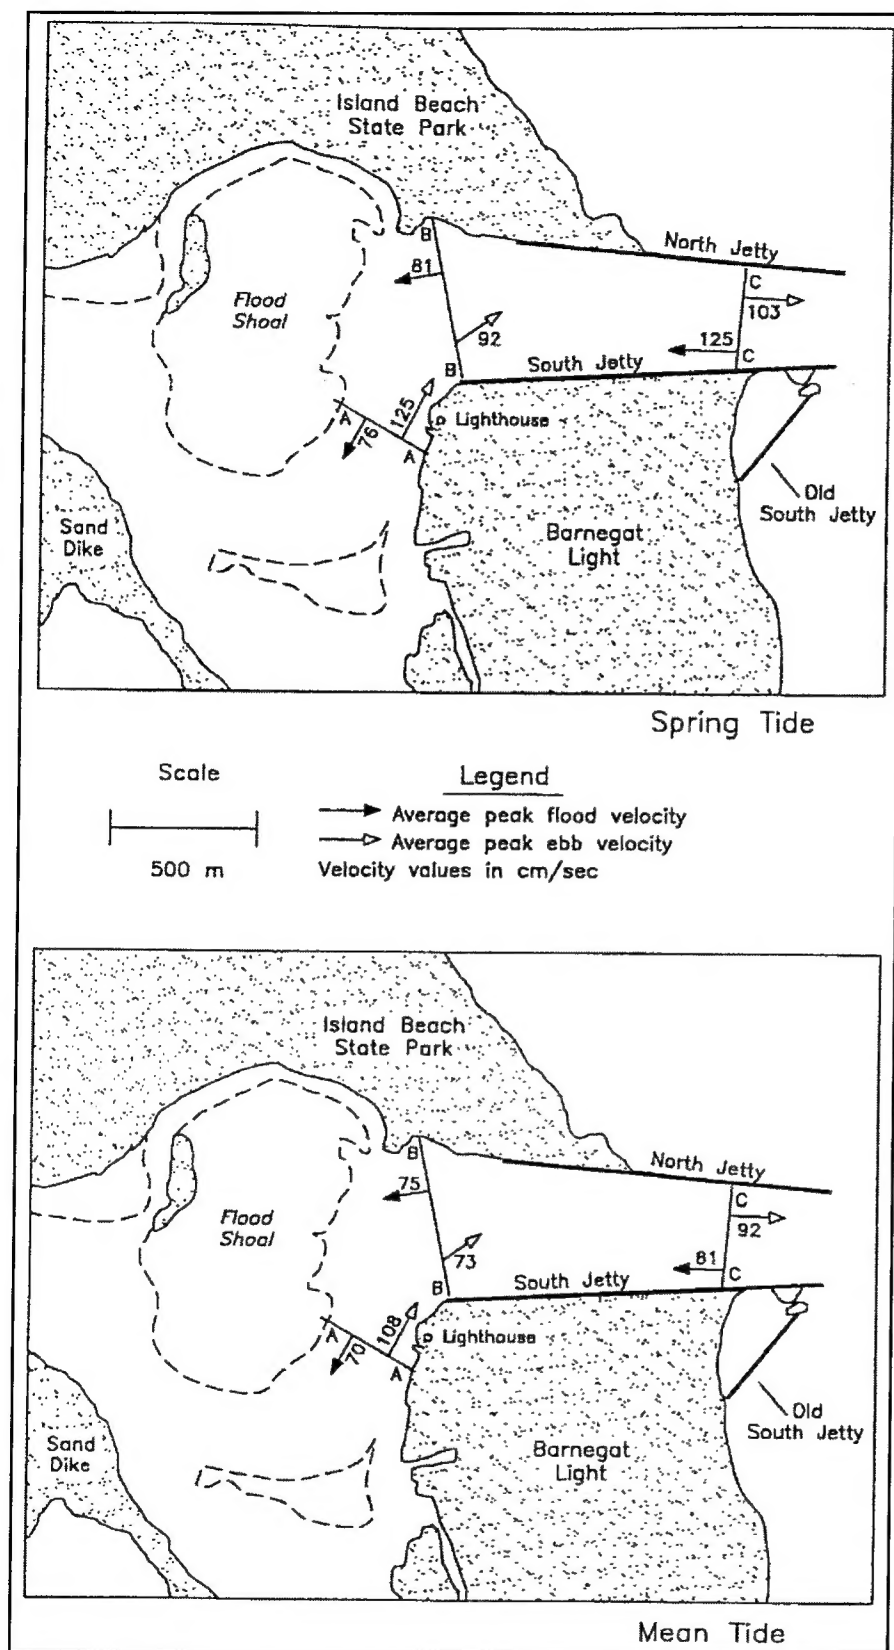 Island Beach
State Park
North Jetty
B
81
C
103
Flood
Shoal
92
125
C
B
South Jetty
A
76
125
Lighthouse
A
Old
South Jetty
Sand
Dike
Barnegat
Light
Spring Tide
Scale
500 m
Legend
Average peak flood velocity
Average peak ebb velocity
Velocity values in cm/sec
Island Beach
State Park
North Jetty
B
75
C
92
Flood
Shoal
73
81
C
B
South Jetty
A
70
108
Lighthouse
A
Old
South Jetty
Sand
Dike
Barnegat
Light
Mean Tide